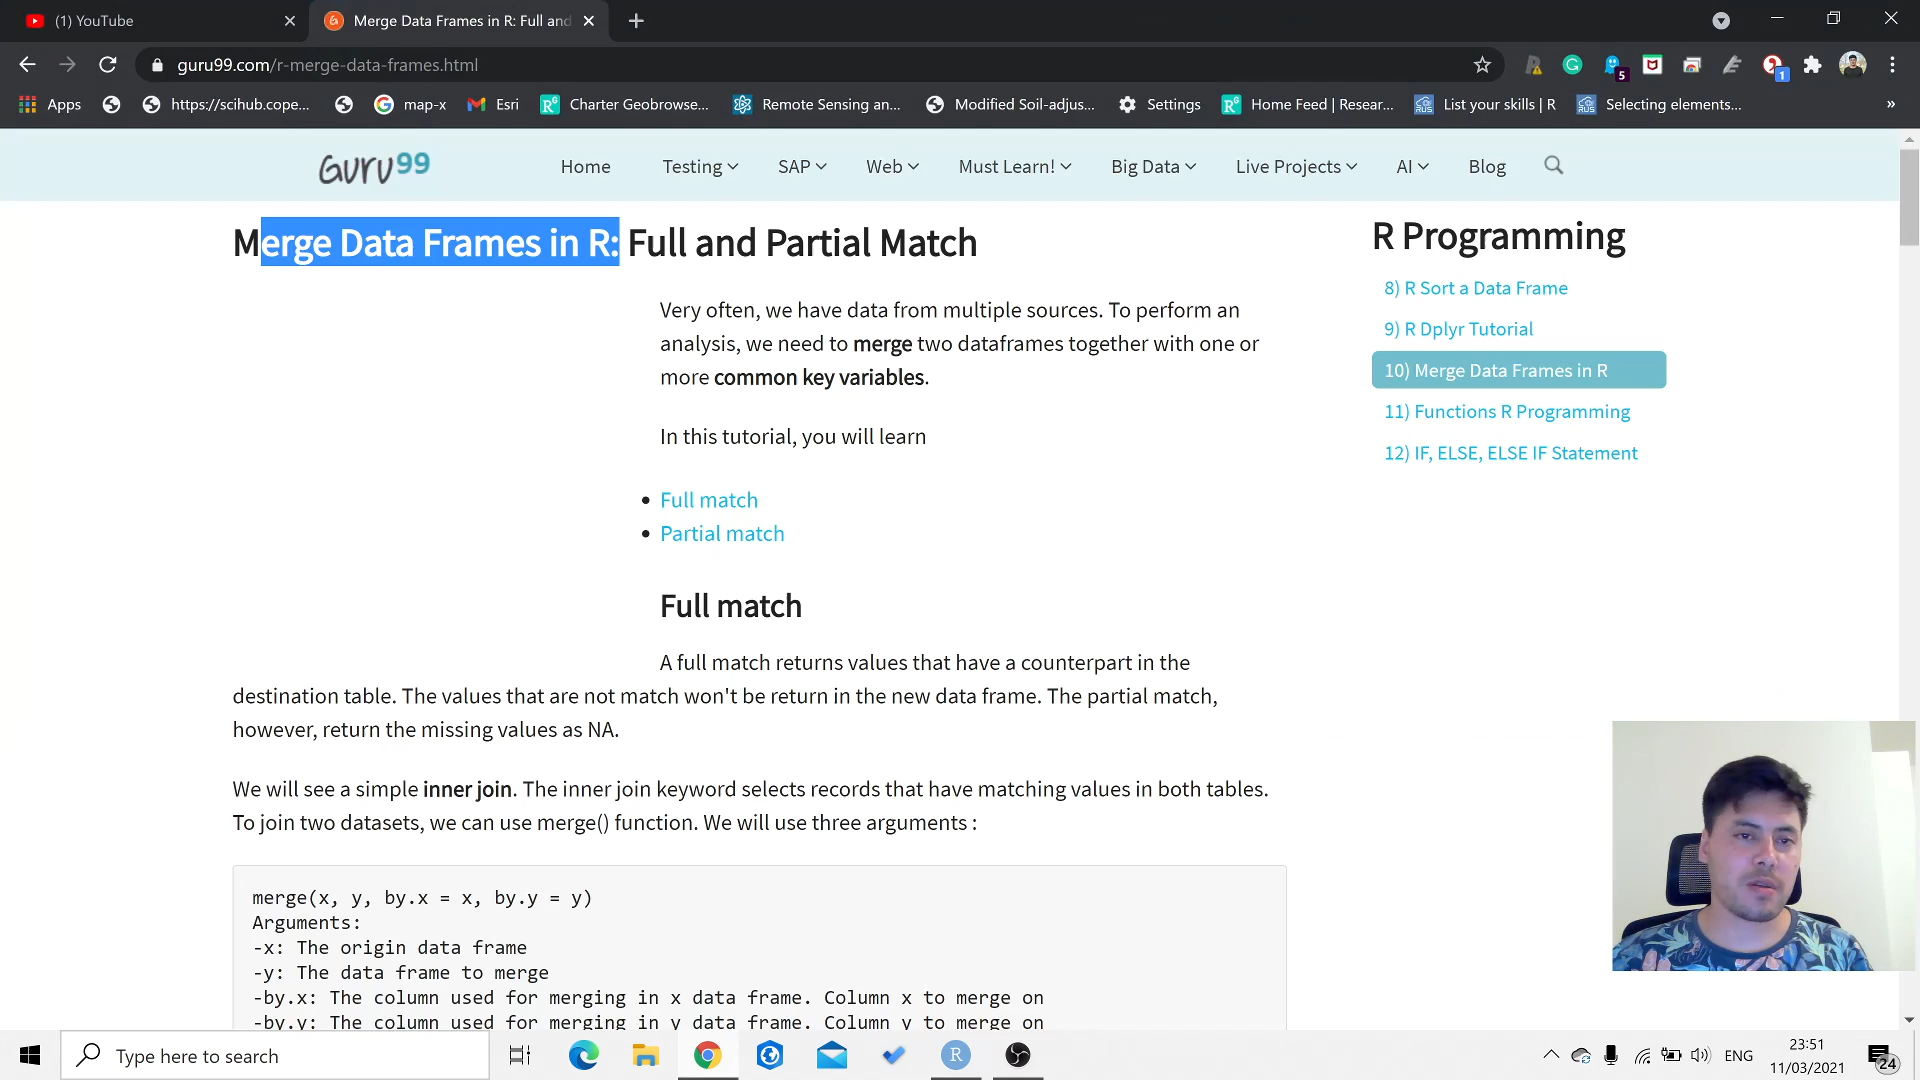 (1) YouTube
Merge Data Frames in R: Full and
guru99.com/r-merge-data-frames.html
5
1
Apps
https://scihub.cope...
map-x
Esri
Charter Geobrowse...
Remote Sensing an...
Modified Soil-adjus...
Settings
Home Feed | Resear...
List your skills | R
Selecting elements...
»
Guru99
Home
Testing
SAP
Web
Must Learn!
Big Data
Live Projects
AI
Blog
Merge Data Frames in R: Full and Partial Match
Very often, we have data from multiple sources. To perform an
analysis, we need to merge two dataframes together with one or
more common key variables.
In this tutorial, you will learn
• Full match
• Partial match
Full match
A full match returns values that have a counterpart in the
destination table. The values that are not match won't be return in the new data frame. The partial match,
however, return the missing values as NA.
We will see a simple inner join. The inner join keyword selects records that have matching values in both tables.
To join two datasets, we can use merge() function. We will use three arguments :
merge(x, y, by.x = x, by.y = y)
Arguments:
-x: The origin data frame
-y: The data frame to merge
-by.x: The column used for merging in x data frame. Column x to merge on
-by.y: The column used for merging in y data frame. Column y to merge on
R Programming
8) R Sort a Data Frame
9) R Dplyr Tutorial
10) Merge Data Frames in R
11) Functions R Programming
12) IF, ELSE, ELSE IF Statement
Type here to search
R
ENG
23:51
11/03/2021
24